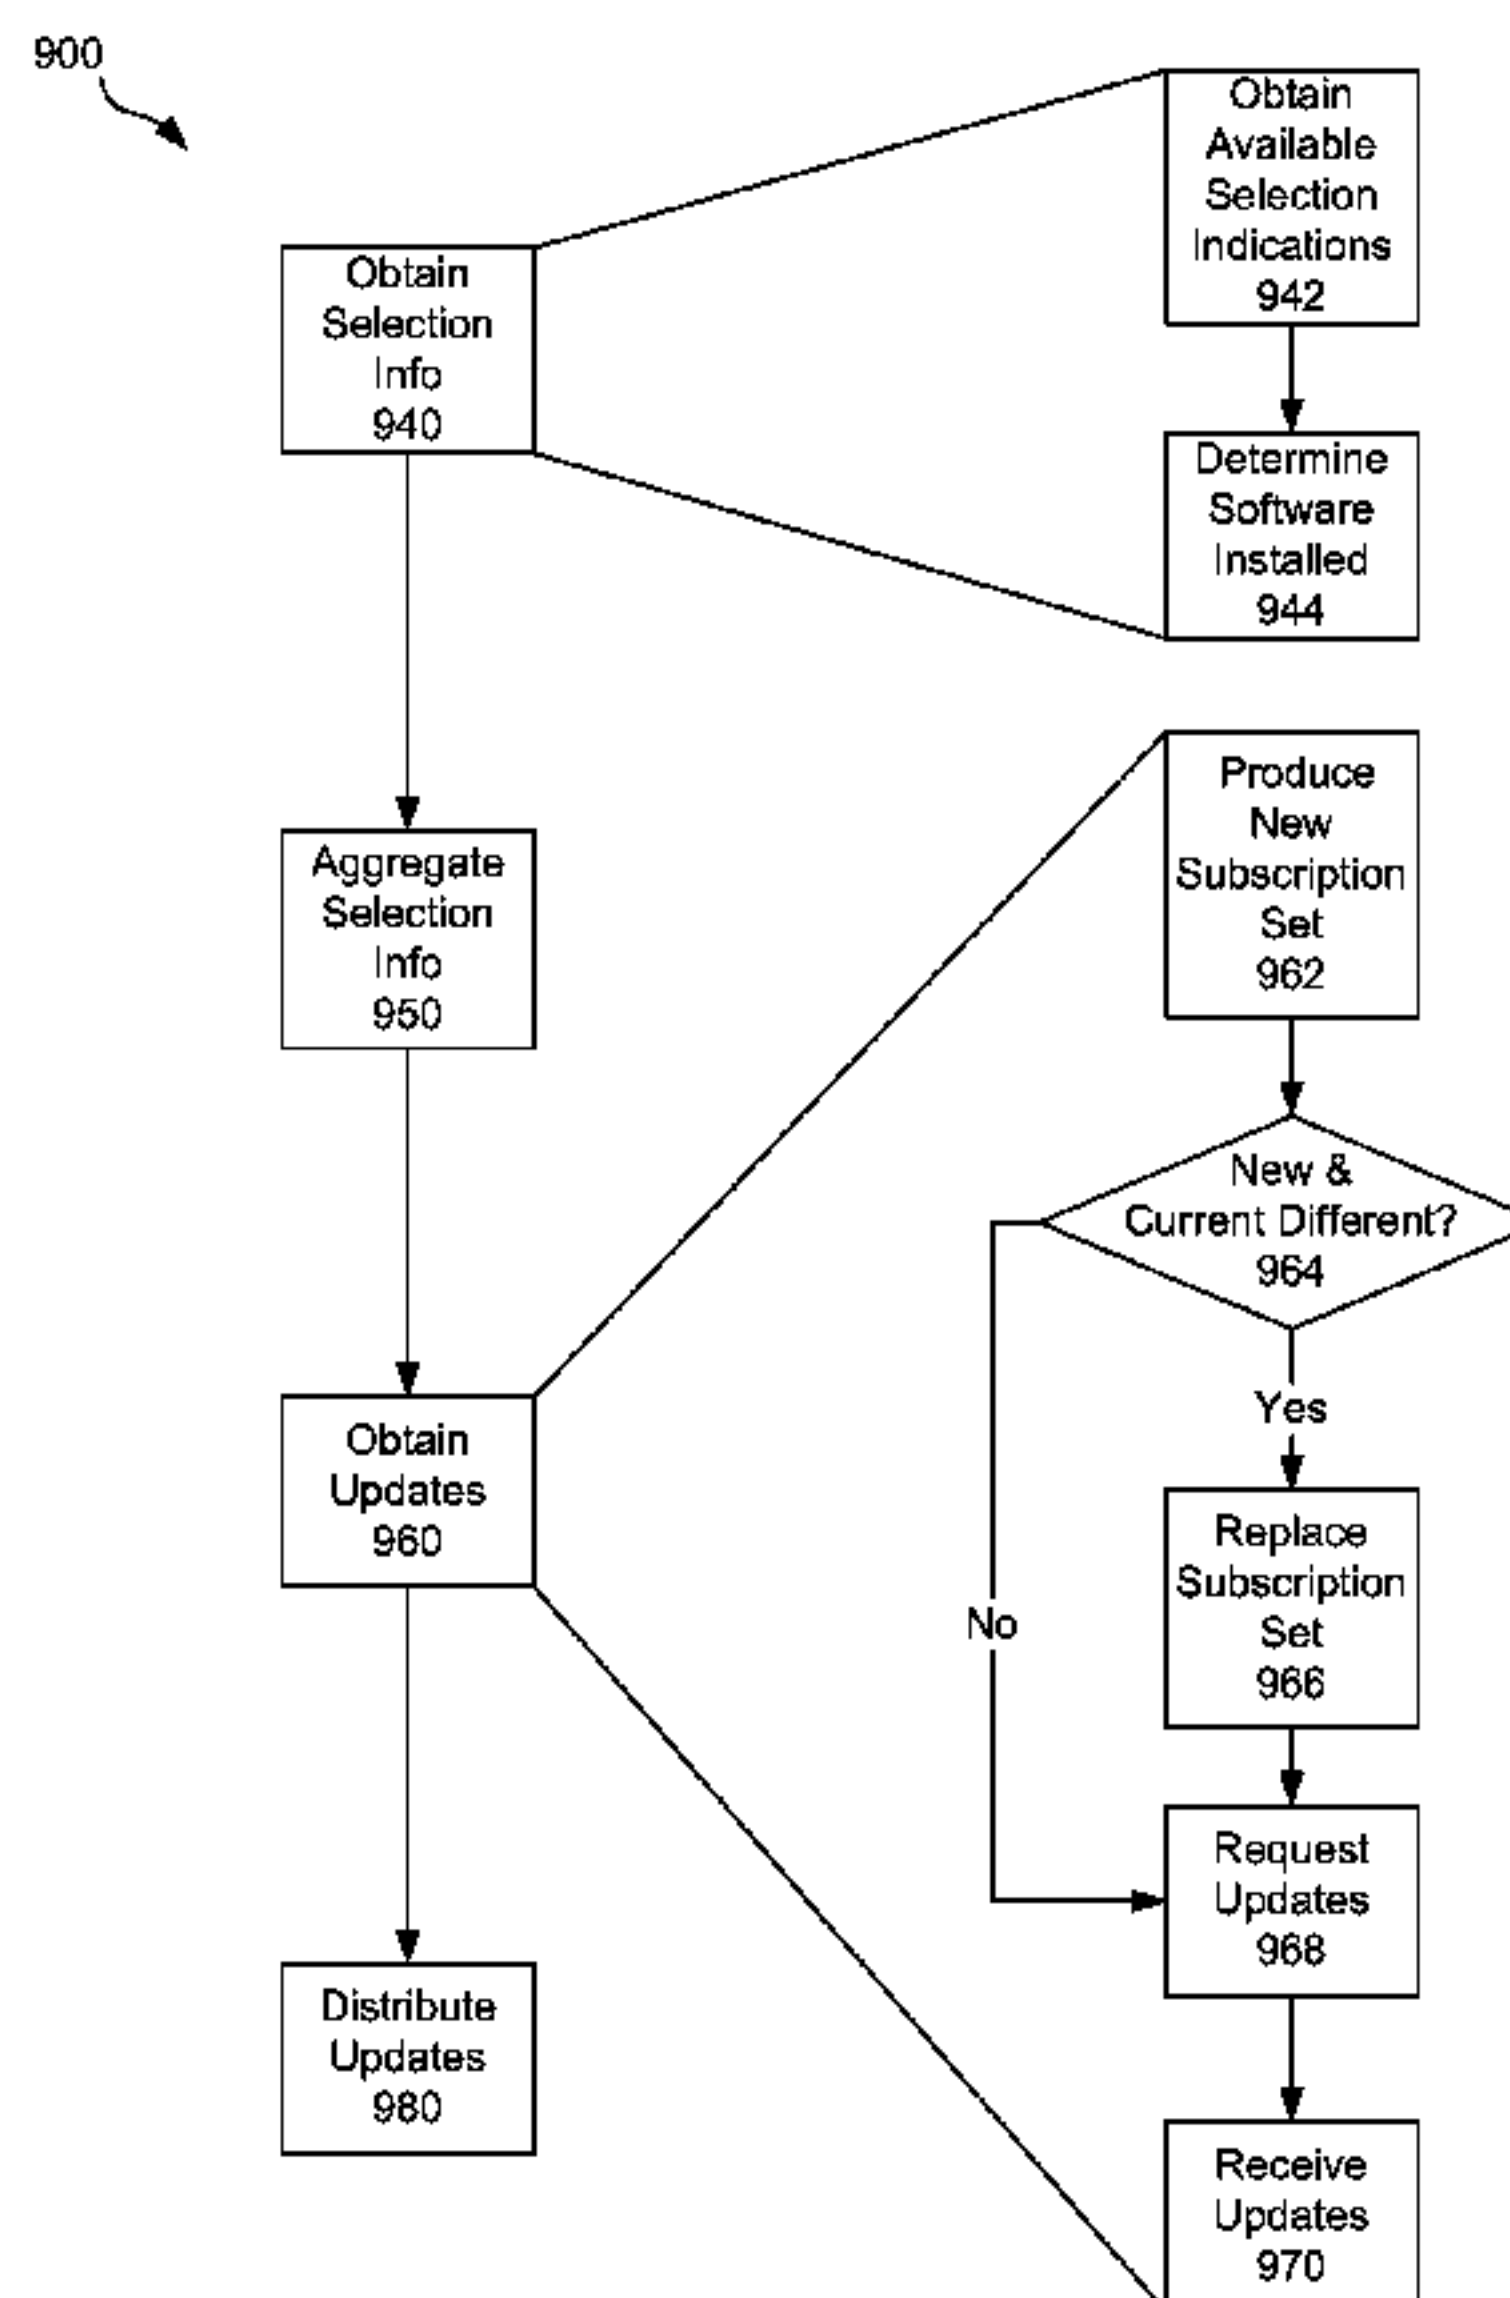 900
Obtain
Selection
Info
940
Obtain
Available
Selection
Indications
942
Determine
Software
Installed
944
Aggregate
Selection
Info
950
Obtain
Updates
960
Produce
New
Subscription
Set
962
New &
Current Different?
964
Yes
No
Replace
Subscription
Set
966
Request
Updates
968
Receive
Updates
970
Distribute
Updates
980